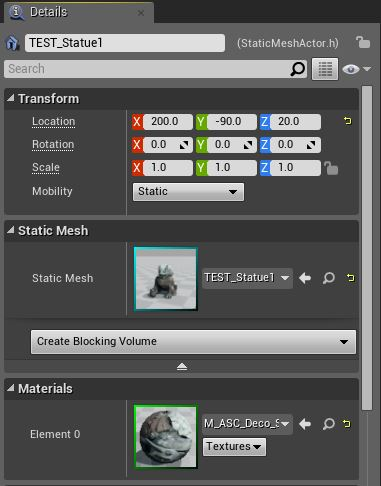 Details
TEST_Statue1 (StaticMeshActor.h)
Search
Transform
Location X 200.0 Y -90.0 Z 20.0
Rotation X 0.0 Y 0.0 Z 0.0
Scale X 1.0 Y 1.0 Z 1.0
Mobility Static
Static Mesh
Static Mesh TEST_Statue1
Create Blocking Volume
Materials
Element 0 M_ASC_Deco_S
Textures